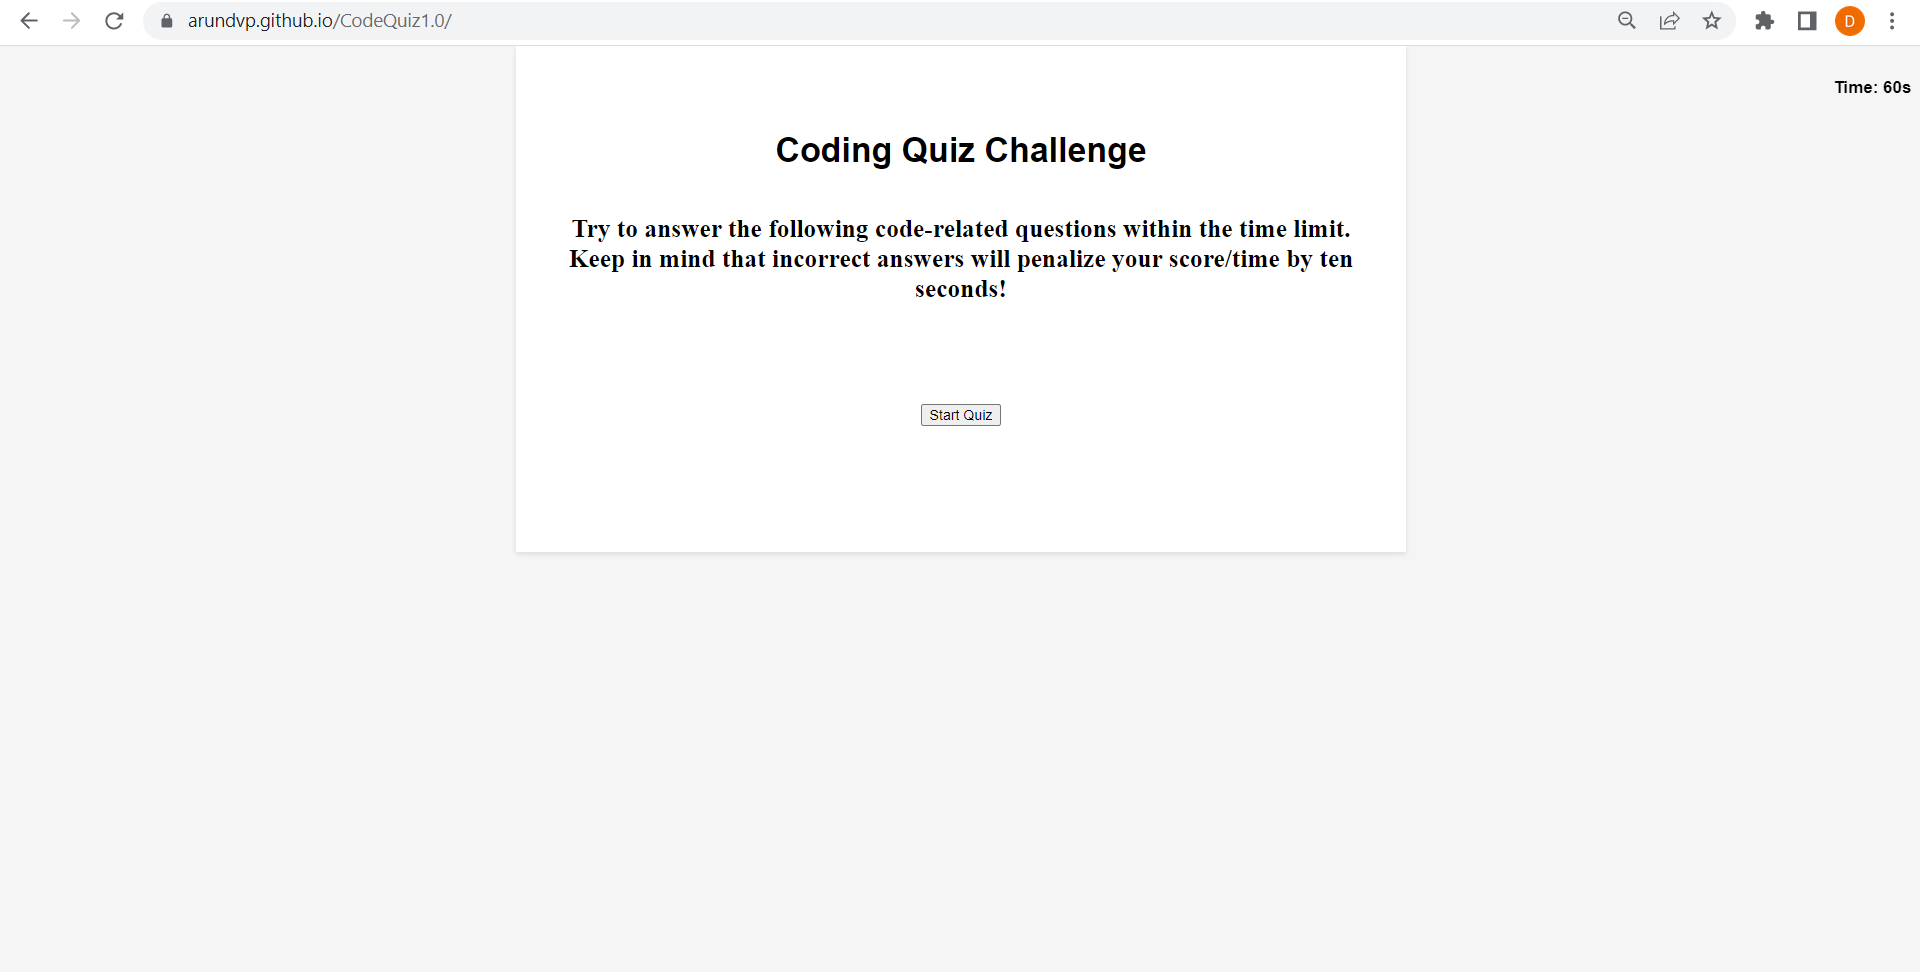 arundvp.github.io/CodeQuiz1.0/
D
Time: 60s
Coding Quiz Challenge
Try to answer the following code-related questions within the time limit.
Keep in mind that incorrect answers will penalize your score/time by ten
seconds!
Start Quiz